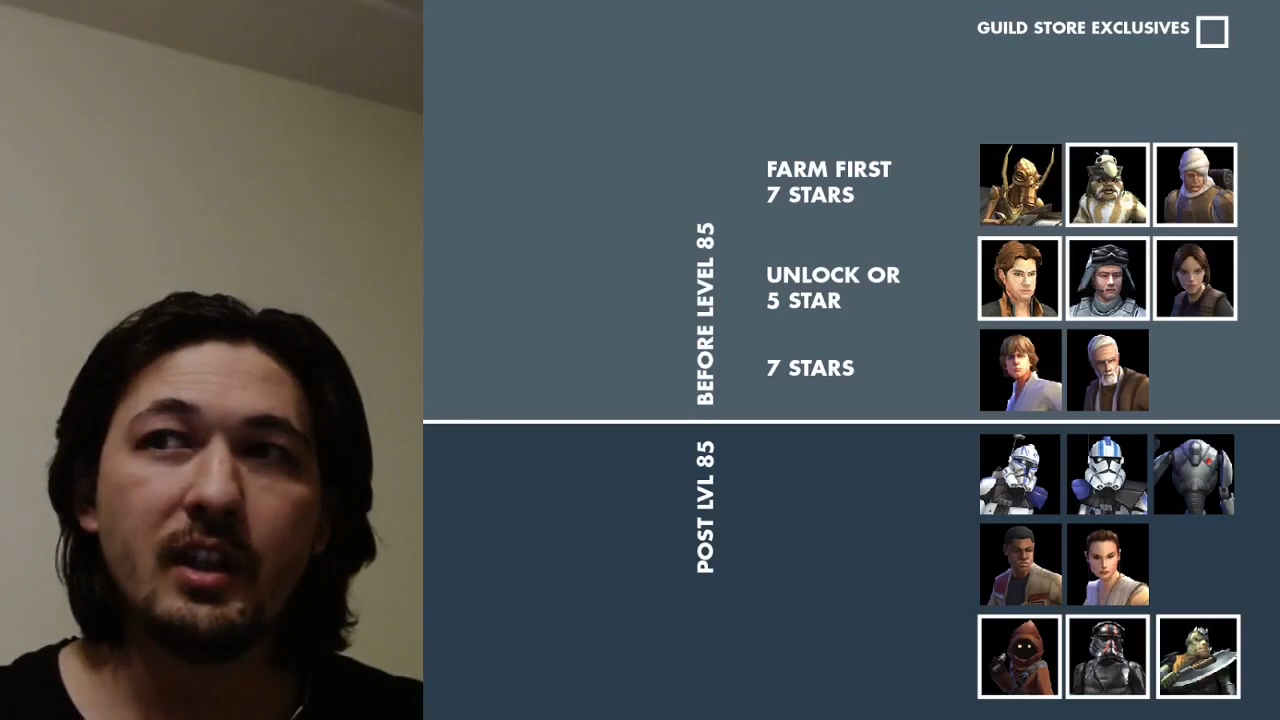 GUILD STORE EXCLUSIVES
FARM FIRST
7 STARS
BEFORE LEVEL 85
UNLOCK OR
5 STAR
7 STARS
POST LVL 85